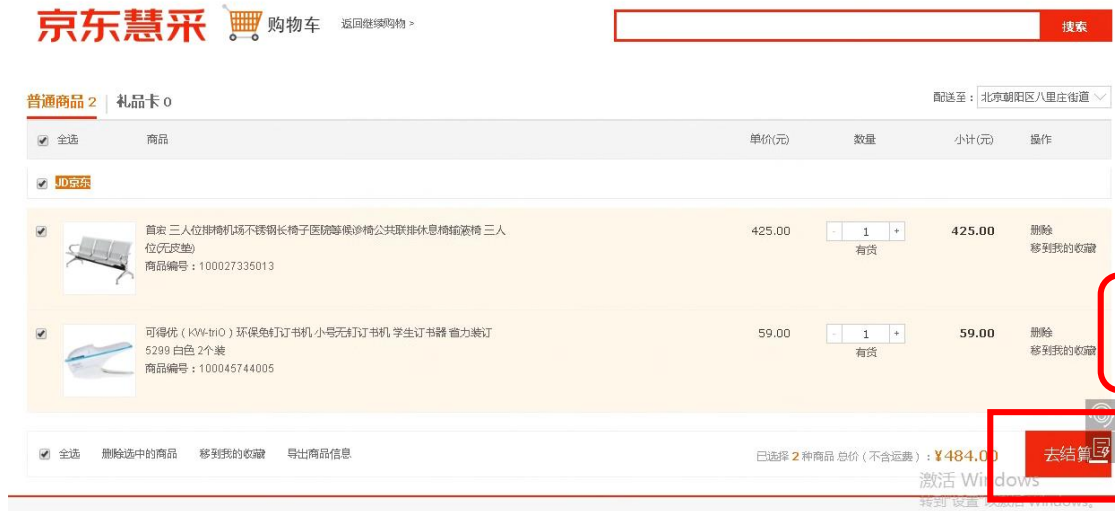 京东慧采 购物车 返回继续购物 >
搜索
普通商品 2 礼品卡 0 配送至：北京朝阳区八里庄街道
全选 商品 单价(元) 数量 小计(元) 操作
JD京东
首宏 三人位排椅机场不锈钢长椅子医院等候诊椅公共联排休息椅输液椅 三人 425.00 - 1 + 425.00 删除
位(无皮垫) 有货 移到我的收藏
商品编号：100027335013
可得优（KW-triO）环保免钉订书机 小号无钉订书机 学生订书器 省力装订 59.00 - 1 + 59.00 删除
5299 白色 2个装 有货 移到我的收藏
商品编号：100045744005
全选 删除选中的商品 移到我的收藏 导出商品信息 已选择 2 种商品 总价（不含运费）：¥484.00 去结算
激活 Windows
转到"设置"以激活 Windows。